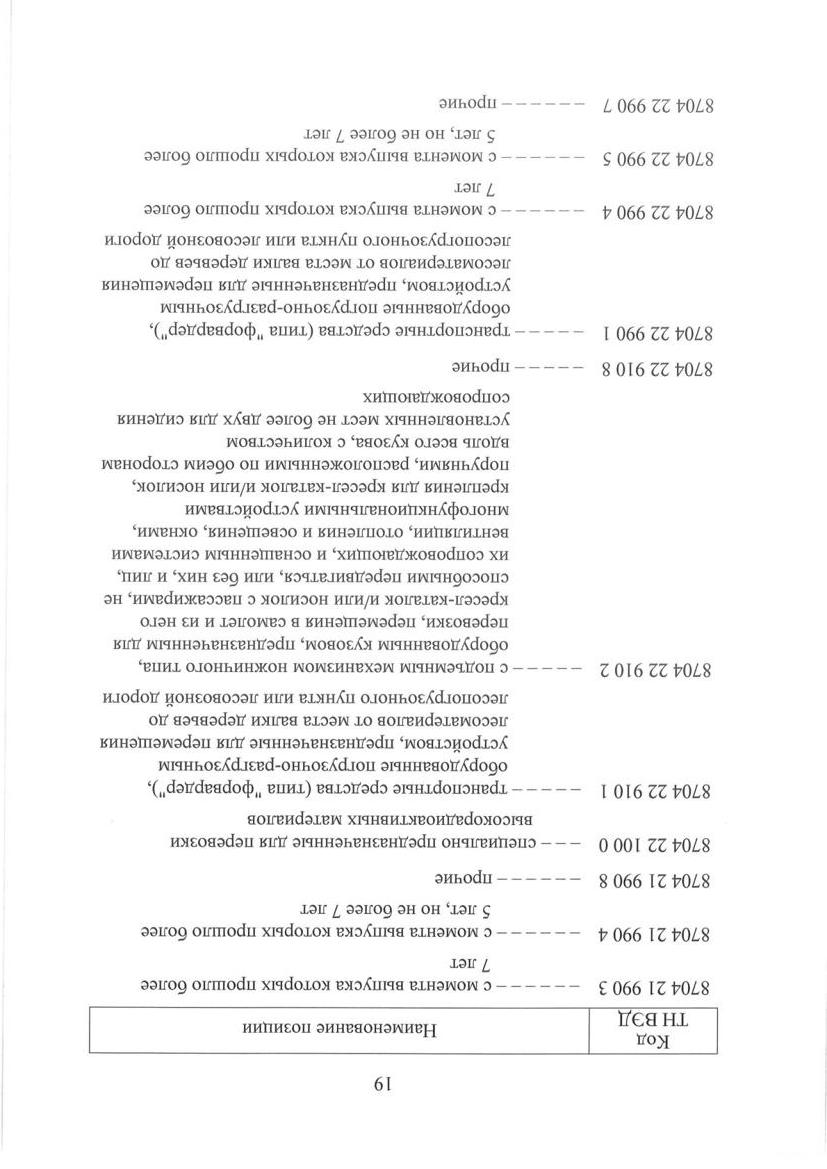 19
Код
ТН ВЭД
Наименование позиции
8704 21 990 3 – – – – – – с момента выпуска которых прошло более
7 лет
8704 21 990 4 – – – – – – с момента выпуска которых прошло более
5 лет, но не более 7 лет
8704 21 990 8 – – – – – – прочие
8704 22 100 0 – – – специально предназначенные для перевозки
высокорадиоактивных материалов
8704 22 910 1 – – – – – транспортные средства (типа "форвардер"),
оборудованные погрузочно-разгрузочным
устройством, предназначенные для перемещения
лесоматериалов от места валки деревьев до
лесопогрузочного пункта или лесовозной дороги
8704 22 910 2 – – – – – с подъемным механизмом ножничного типа,
оборудованным кузовом, предназначенным для
перевозки, перемещения в самолет и из него
кресел-каталок и/или носилок с пассажирами, не
способными передвигаться, или без них, и лиц,
их сопровождающих, и оснащенным системами
вентиляции, отопления и освещения, окнами,
многофункциональными устройствами
крепления для кресел-каталок и/или носилок,
поручнями, расположенными по обеим сторонам
вдоль всего кузова, с количеством
установленных мест не более двух для сидения
сопровождающих
8704 22 910 8 – – – – – прочие
8704 22 990 1 – – – – – транспортные средства (типа "форвардер"),
оборудованные погрузочно-разгрузочным
устройством, предназначенные для перемещения
лесоматериалов от места валки деревьев до
лесопогрузочного пункта или лесовозной дороги
8704 22 990 4 – – – – – – с момента выпуска которых прошло более
7 лет
8704 22 990 5 – – – – – – с момента выпуска которых прошло более
5 лет, но не более 7 лет
8704 22 990 7 – – – – – – прочие